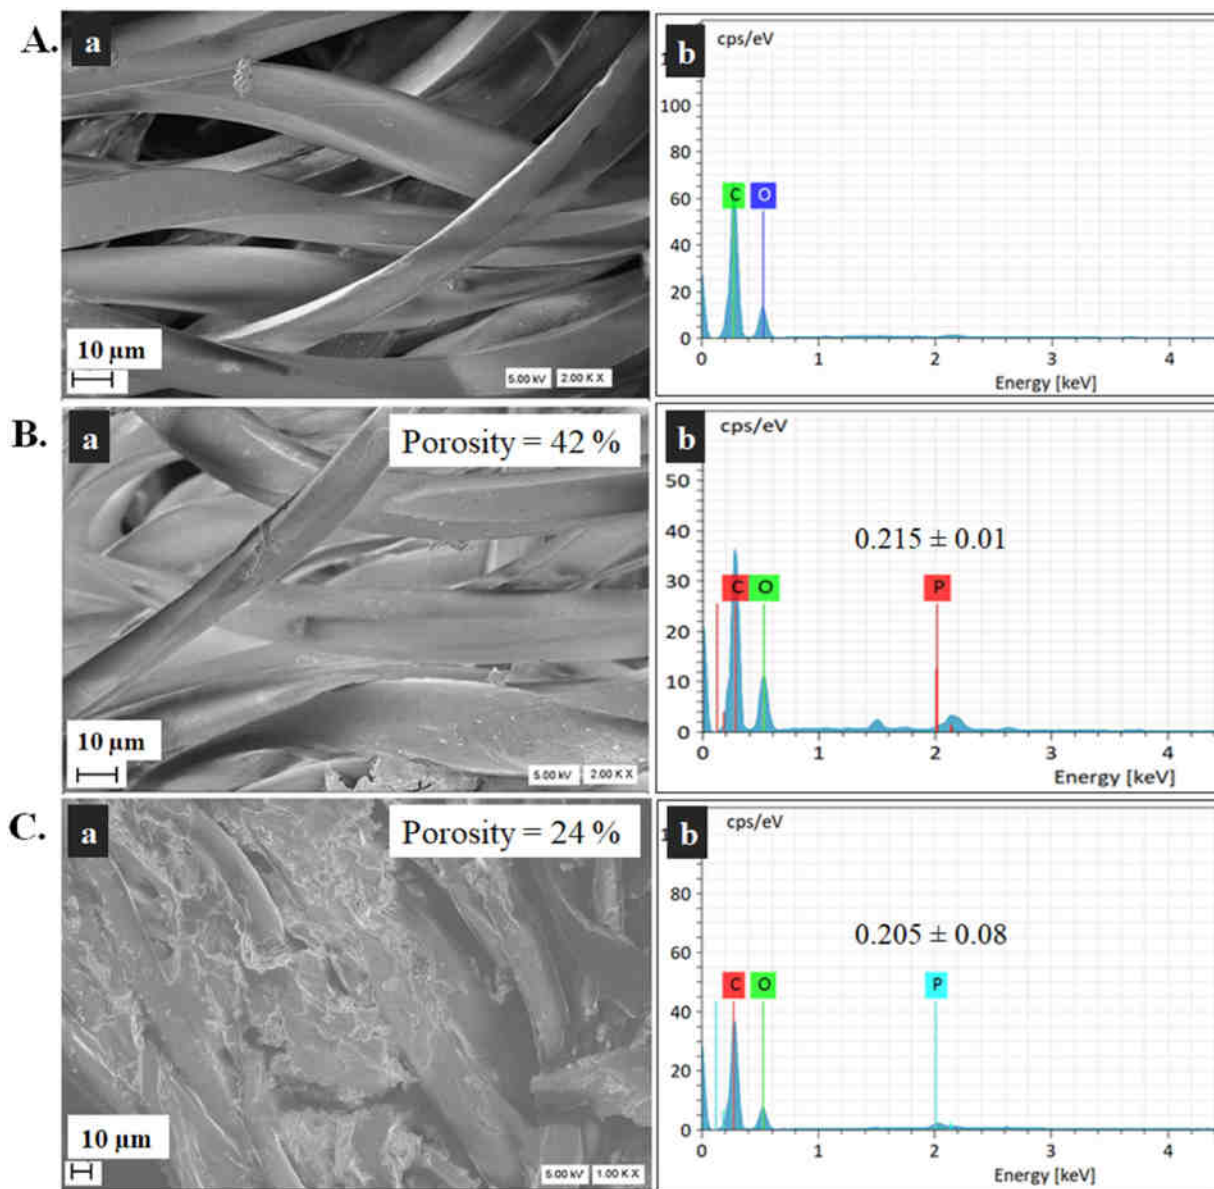 A.
a
10 µm
5.00 kV 2.00 K X
b
cps/eV
100
80
60
40
20
0
C O
0 1 2 3 4
Energy [keV]
B.
a
Porosity = 42 %
10 µm
5.00 kV 2.00 K X
b
cps/eV
50
40
30
20
10
0
0.215 ± 0.01
C O P
0 1 2 3 4
Energy [keV]
C.
a
Porosity = 24 %
10 µm
5.00 kV 1.00 K X
b
cps/eV
80
60
40
20
0
0.205 ± 0.08
C O P
0 1 2 3 4
Energy [keV]